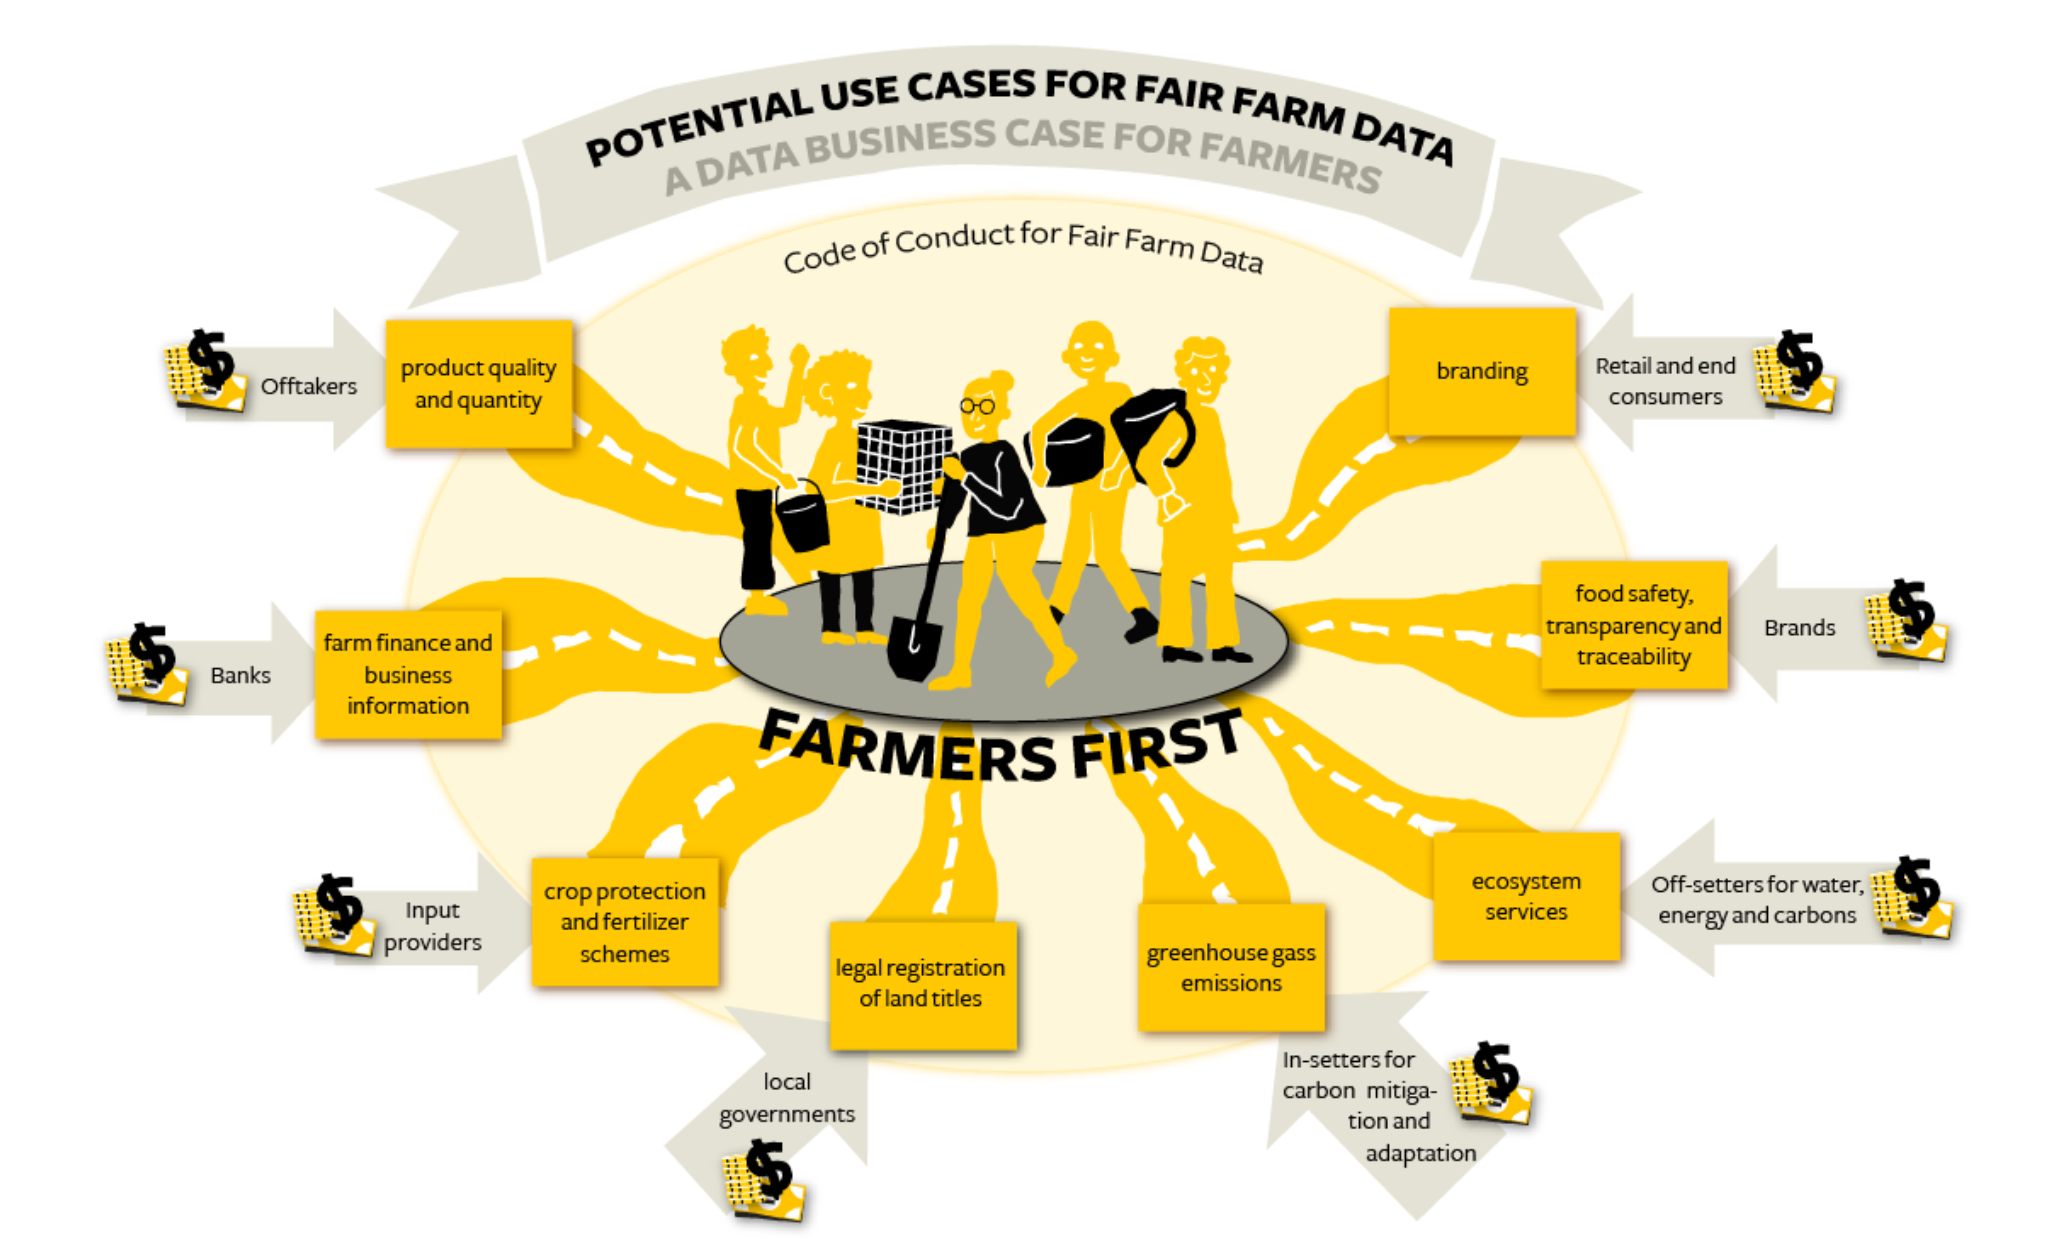 POTENTIAL USE CASES FOR FAIR FARM DATA
A DATA BUSINESS CASE FOR FARMERS
Code of Conduct for Fair Farm Data
$
Offtakers
product quality
and quantity
branding
Retail and end
consumers
$
$
Banks
farm finance and
business
information
food safety,
transparency and
traceability
Brands
$
FARMERS FIRST
$
Input
providers
crop protection
and fertilizer
schemes
legal registration
of land titles
greenhouse gass
emissions
ecosystem
services
Off-setters for water,
energy and carbons
$
local
governments
$
In-setters for
carbon mitiga-
tion and
adaptation
$